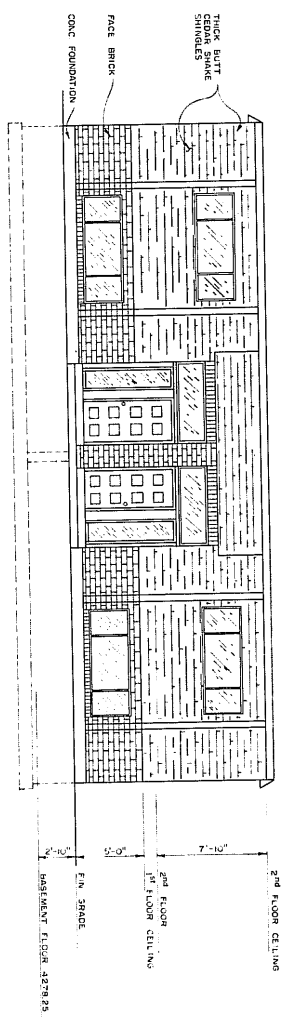 THICK BUTT
CEDAR SHAKE
SHINGLES
FACE BRICK
CONC FOUNDATION
2nd FLOOR CEILING
7'-10"
2nd FLOOR
1st FLOOR CEILING
5'-0"
FIN GRADE
2'-10"
BASEMENT FLOOR 4278.25